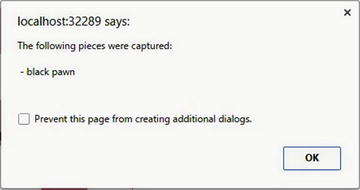 localhost:32289 says:
The following pieces were captured:
- black pawn
Prevent this page from creating additional dialogs.
OK